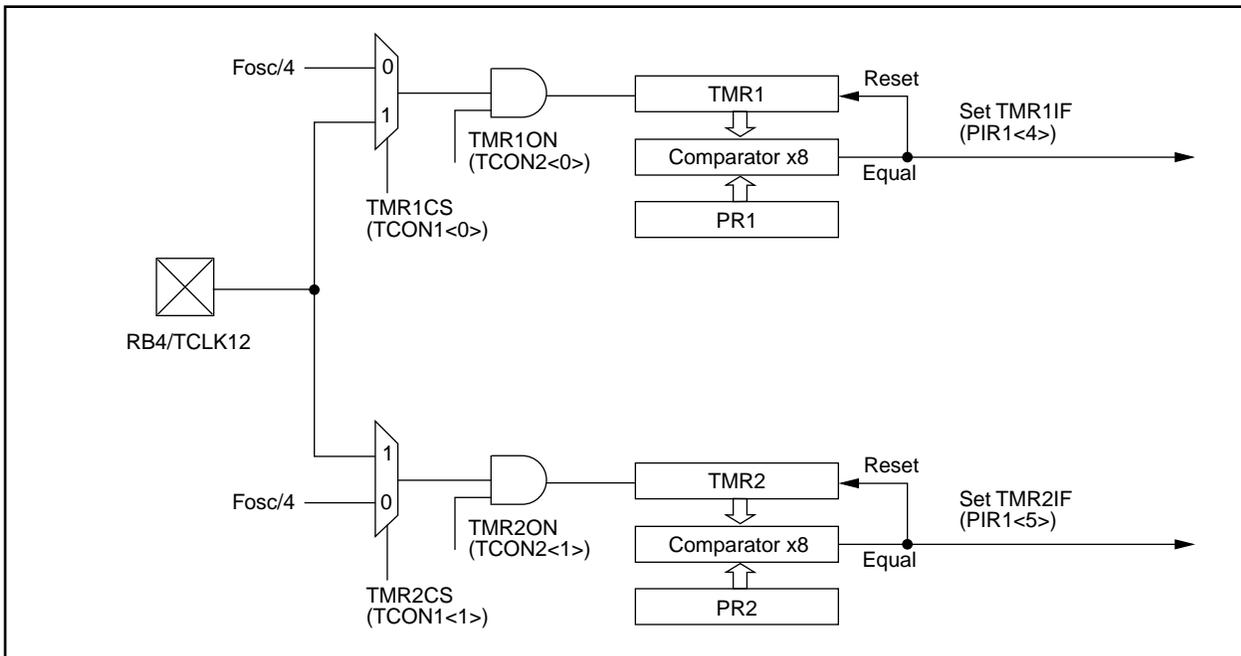 Fosc/4
0
1
TMR1CS
(TCON1<0>)
TMR1ON
(TCON2<0>)
TMR1
Comparator x8
PR1
Reset
Equal
Set TMR1IF
(PIR1<4>)
RB4/TCLK12
1
Fosc/4
0
TMR2CS
(TCON1<1>)
TMR2ON
(TCON2<1>)
TMR2
Comparator x8
PR2
Reset
Equal
Set TMR2IF
(PIR1<5>)